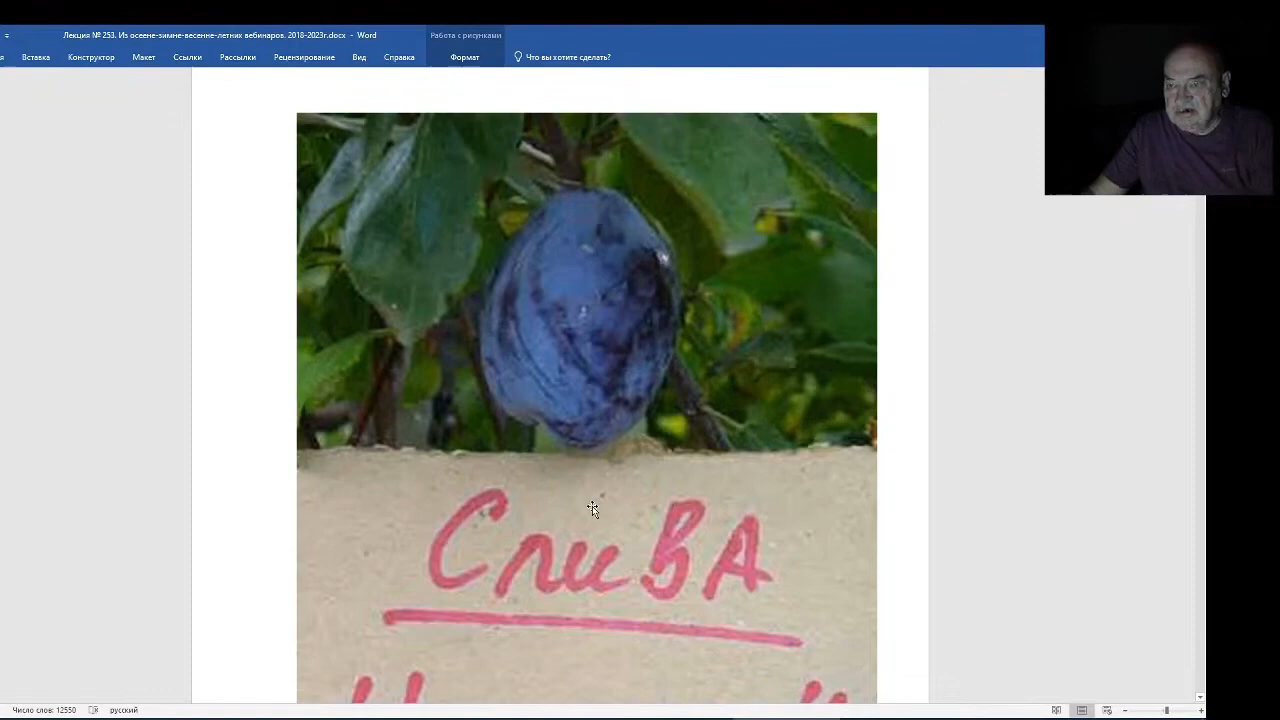 Лекция № 253. Из осеене-зимне-весенне-летних вебинаров. 2018-2023г.docx - Word
Работа с рисунками
Вставка Конструктор Макет Ссылки Рассылки Рецензирование Вид Справка Формат Что вы хотите сделать?
СлиВА
Число слов: 12550 русский